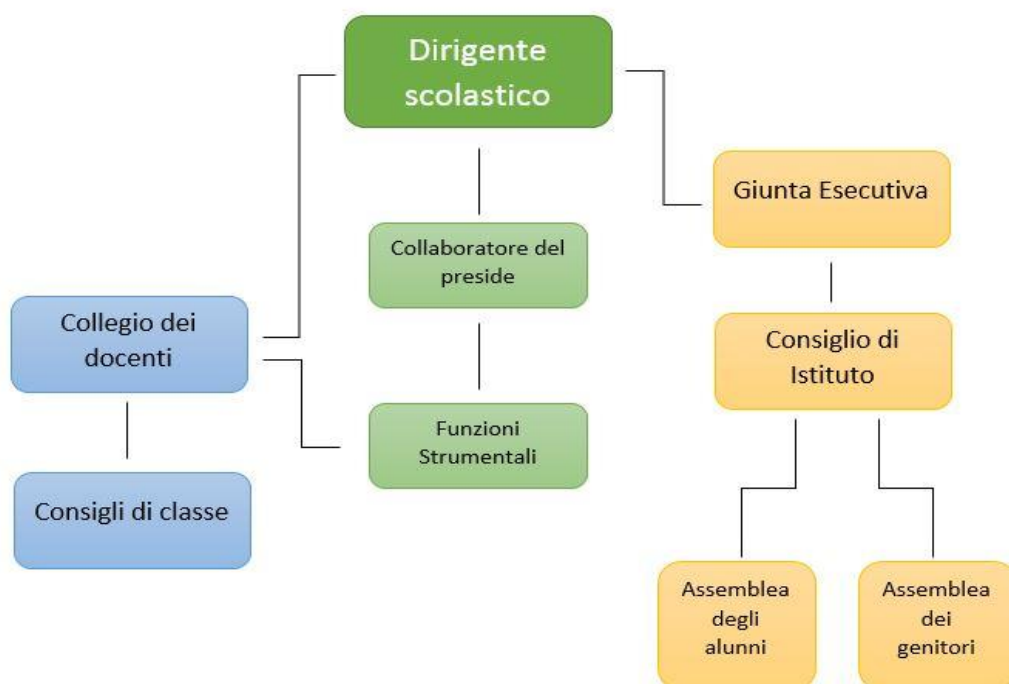 Dirigente
scolastico
Giunta Esecutiva
Collaboratore del
preside
Collegio dei
docenti
Consiglio di
Istituto
Funzioni
Strumentali
Consigli di classe
Assemblea
degli
alunni
Assemblea
dei
genitori